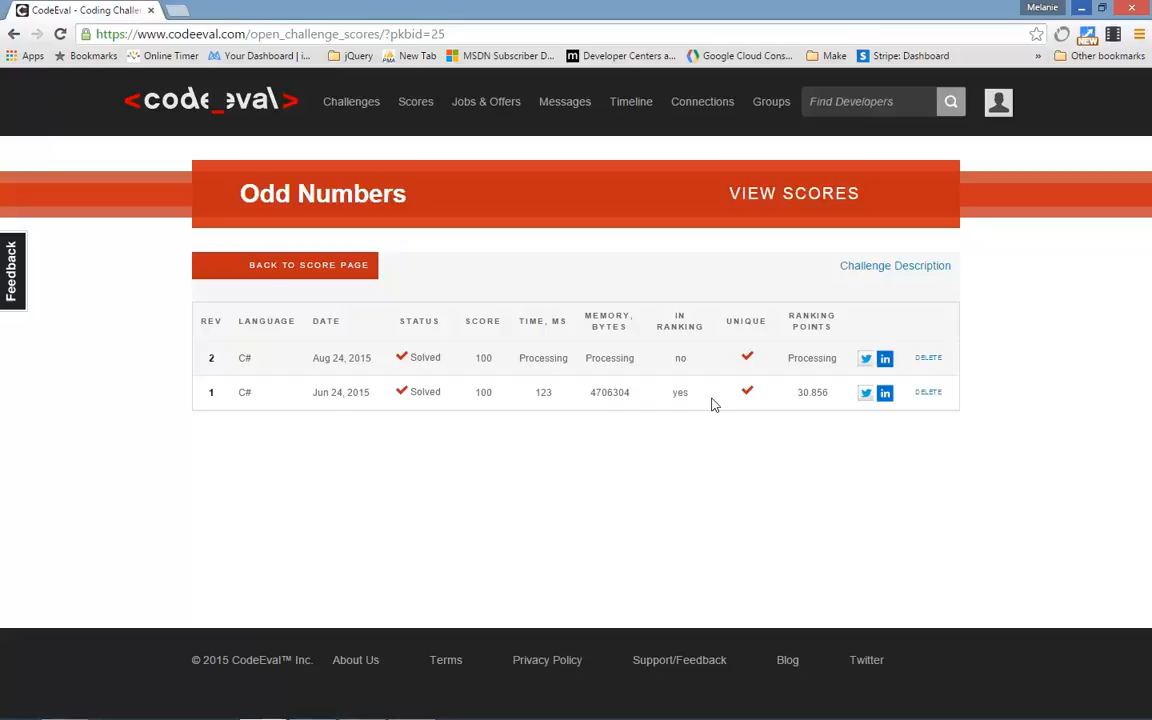 CodeEval - Coding Challe
Melanie
https://www.codeeval.com/open_challenge_scores/?pkbid=25
NEW
Apps Bookmarks Online Timer Your Dashboard | i... jQuery New Tab MSDN Subscriber D... Developer Centers a... Google Cloud Cons... Make Stripe: Dashboard » Other bookmarks
<code_eval\> Challenges Scores Jobs & Offers Messages Timeline Connections Groups Find Developers
Odd Numbers VIEW SCORES
Feedback
BACK TO SCORE PAGE Challenge Description
REV LANGUAGE DATE STATUS SCORE TIME, MS MEMORY, BYTES IN RANKING UNIQUE RANKING POINTS
2 C# Aug 24, 2015 Solved 100 Processing Processing no Processing DELETE
1 C# Jun 24, 2015 Solved 100 123 4706304 yes 30.856 DELETE
© 2015 CodeEval™ Inc. About Us Terms Privacy Policy Support/Feedback Blog Twitter